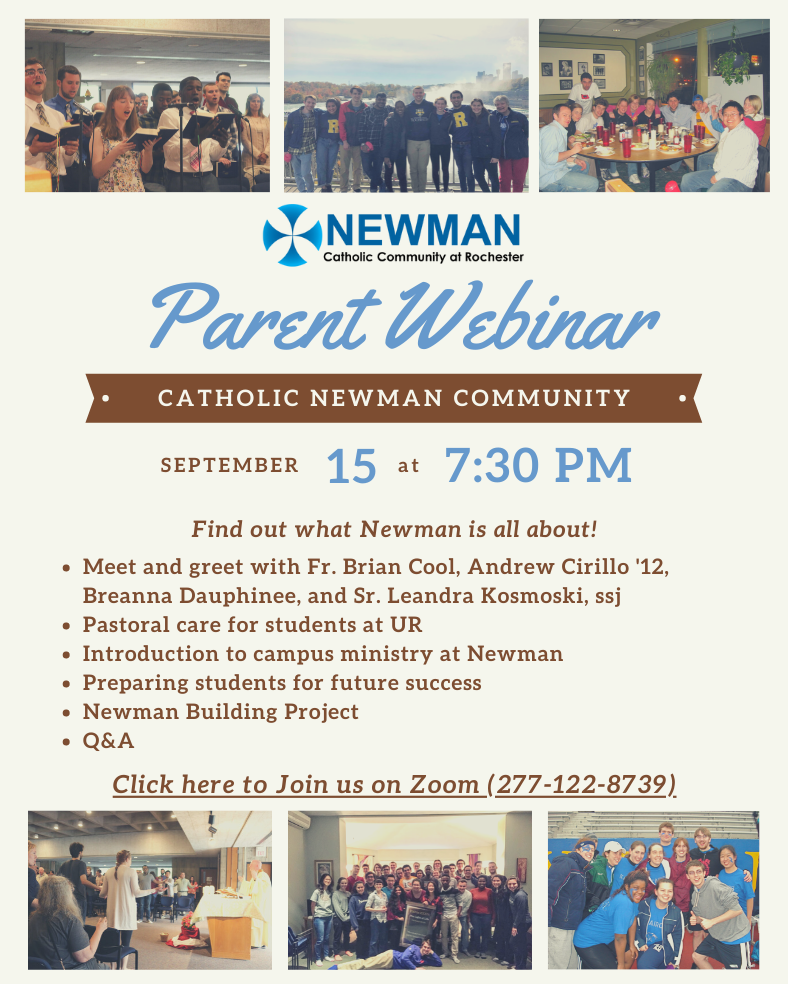 NEWMAN
Catholic Community at Rochester
Parent Webinar
• CATHOLIC NEWMAN COMMUNITY •
SEPTEMBER 15 at 7:30 PM
Find out what Newman is all about!
• Meet and greet with Fr. Brian Cool, Andrew Cirillo '12,
Breanna Dauphinee, and Sr. Leandra Kosmoski, ssj
• Pastoral care for students at UR
• Introduction to campus ministry at Newman
• Preparing students for future success
• Newman Building Project
• Q&A
Click here to Join us on Zoom (277-122-8739)